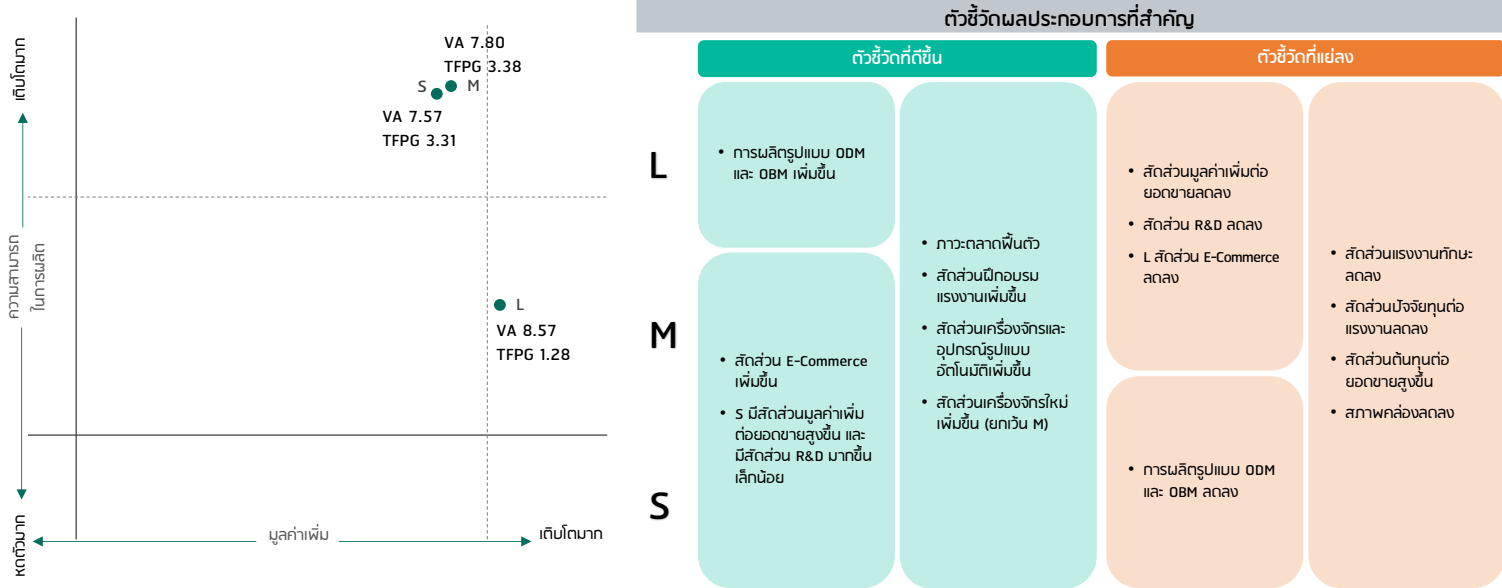 VA 7.80
TFPG 3.38
S
M
VA 7.57
TFPG 3.31
L
VA 8.57
TFPG 1.28
เติบโตมาก
ความสามารถ
ในการผลิต
หดตัวมาก
มูลค่าเพิ่ม
เติบโตมาก
ตัวชี้วัดผลประกอบการที่สำคัญ
ตัวชี้วัดที่ดีขึ้น
ตัวชี้วัดที่แย่ลง
L
M
S
• การผลิตรูปแบบ ODM
และ OBM เพิ่มขึ้น
• สัดส่วน E-Commerce
เพิ่มขึ้น
• S มีสัดส่วนมูลค่าเพิ่ม
ต่อยอดขายสูงขึ้น และ
มีสัดส่วน R&D มากขึ้น
เล็กน้อย
• ภาวะตลาดฟื้นตัว
• สัดส่วนฝึกอบรม
แรงงานเพิ่มขึ้น
• สัดส่วนเครื่องจักรและ
อุปกรณ์รูปแบบ
อัตโนมัติเพิ่มขึ้น
• สัดส่วนเครื่องจักรใหม่
เพิ่มขึ้น (ยกเว้น M)
• สัดส่วนมูลค่าเพิ่มต่อ
ยอดขายลดลง
• สัดส่วน R&D ลดลง
• L สัดส่วน E-Commerce
ลดลง
• การผลิตรูปแบบ ODM
และ OBM ลดลง
• สัดส่วนแรงงานทักษะ
ลดลง
• สัดส่วนปัจจัยทุนต่อ
แรงงานลดลง
• สัดส่วนต้นทุนต่อ
ยอดขายสูงขึ้น
• สภาพคล่องลดลง